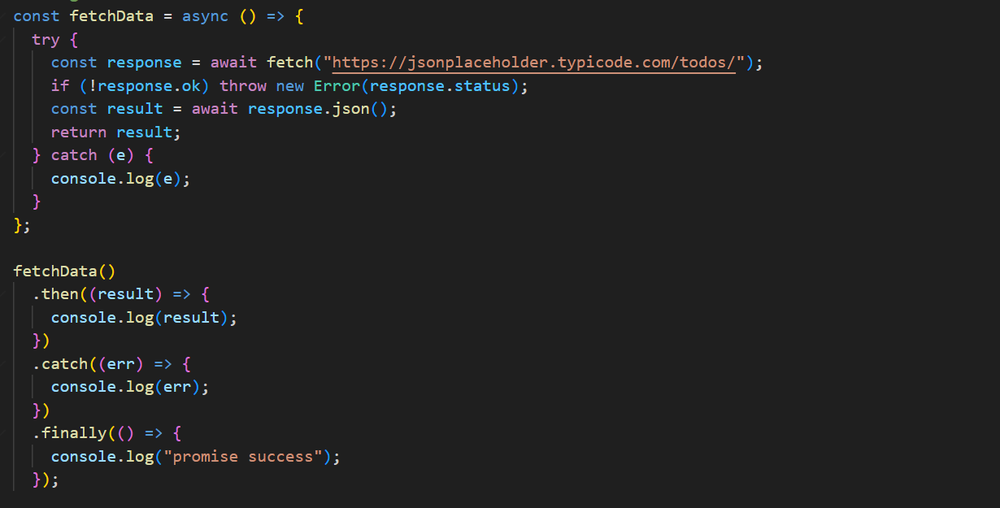 const fetchData = async () => {
  try {
    const response = await fetch("https://jsonplaceholder.typicode.com/todos/");
    if (!response.ok) throw new Error(response.status);
    const result = await response.json();
    return result;
  } catch (e) {
    console.log(e);
  }
};

fetchData()
  .then((result) => {
    console.log(result);
  })
  .catch((err) => {
    console.log(err);
  })
  .finally(() => {
    console.log("promise success");
  });